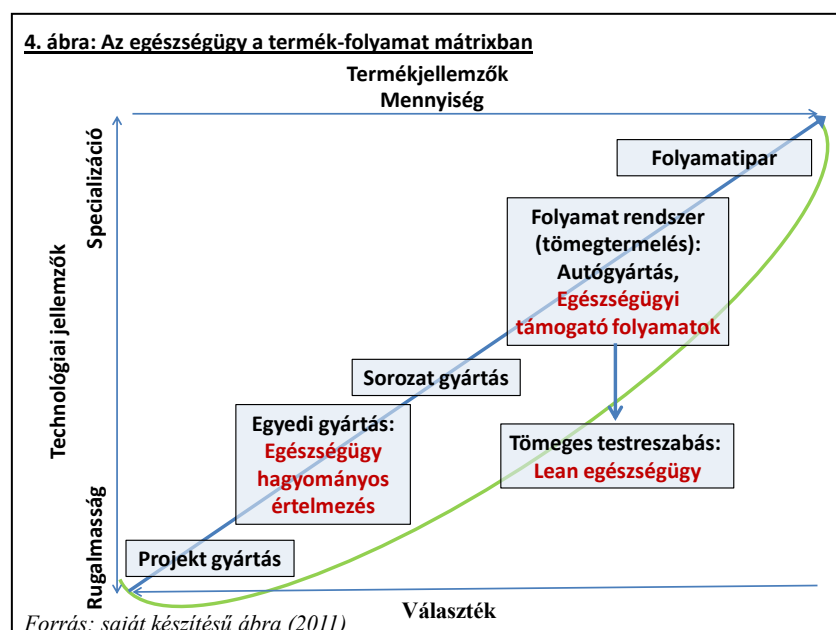 4. ábra: Az egészségügy a termék-folyamat mátrixban
Termékjellemzők
Mennyiség
Specializáció
Technológiai jellemzők
Rugalmasság
Folyamatipar
Folyamat rendszer
(tömegtermelés):
Autógyártás,
Egészségügyi
támogató folyamatok
Sorozat gyártás
Egyedi gyártás:
Egészségügy
hagyományos
értelmezés
Tömeges testreszabás:
Lean egészségügy
Projekt gyártás
Választék
Forrás: saját készítésű ábra (2011)